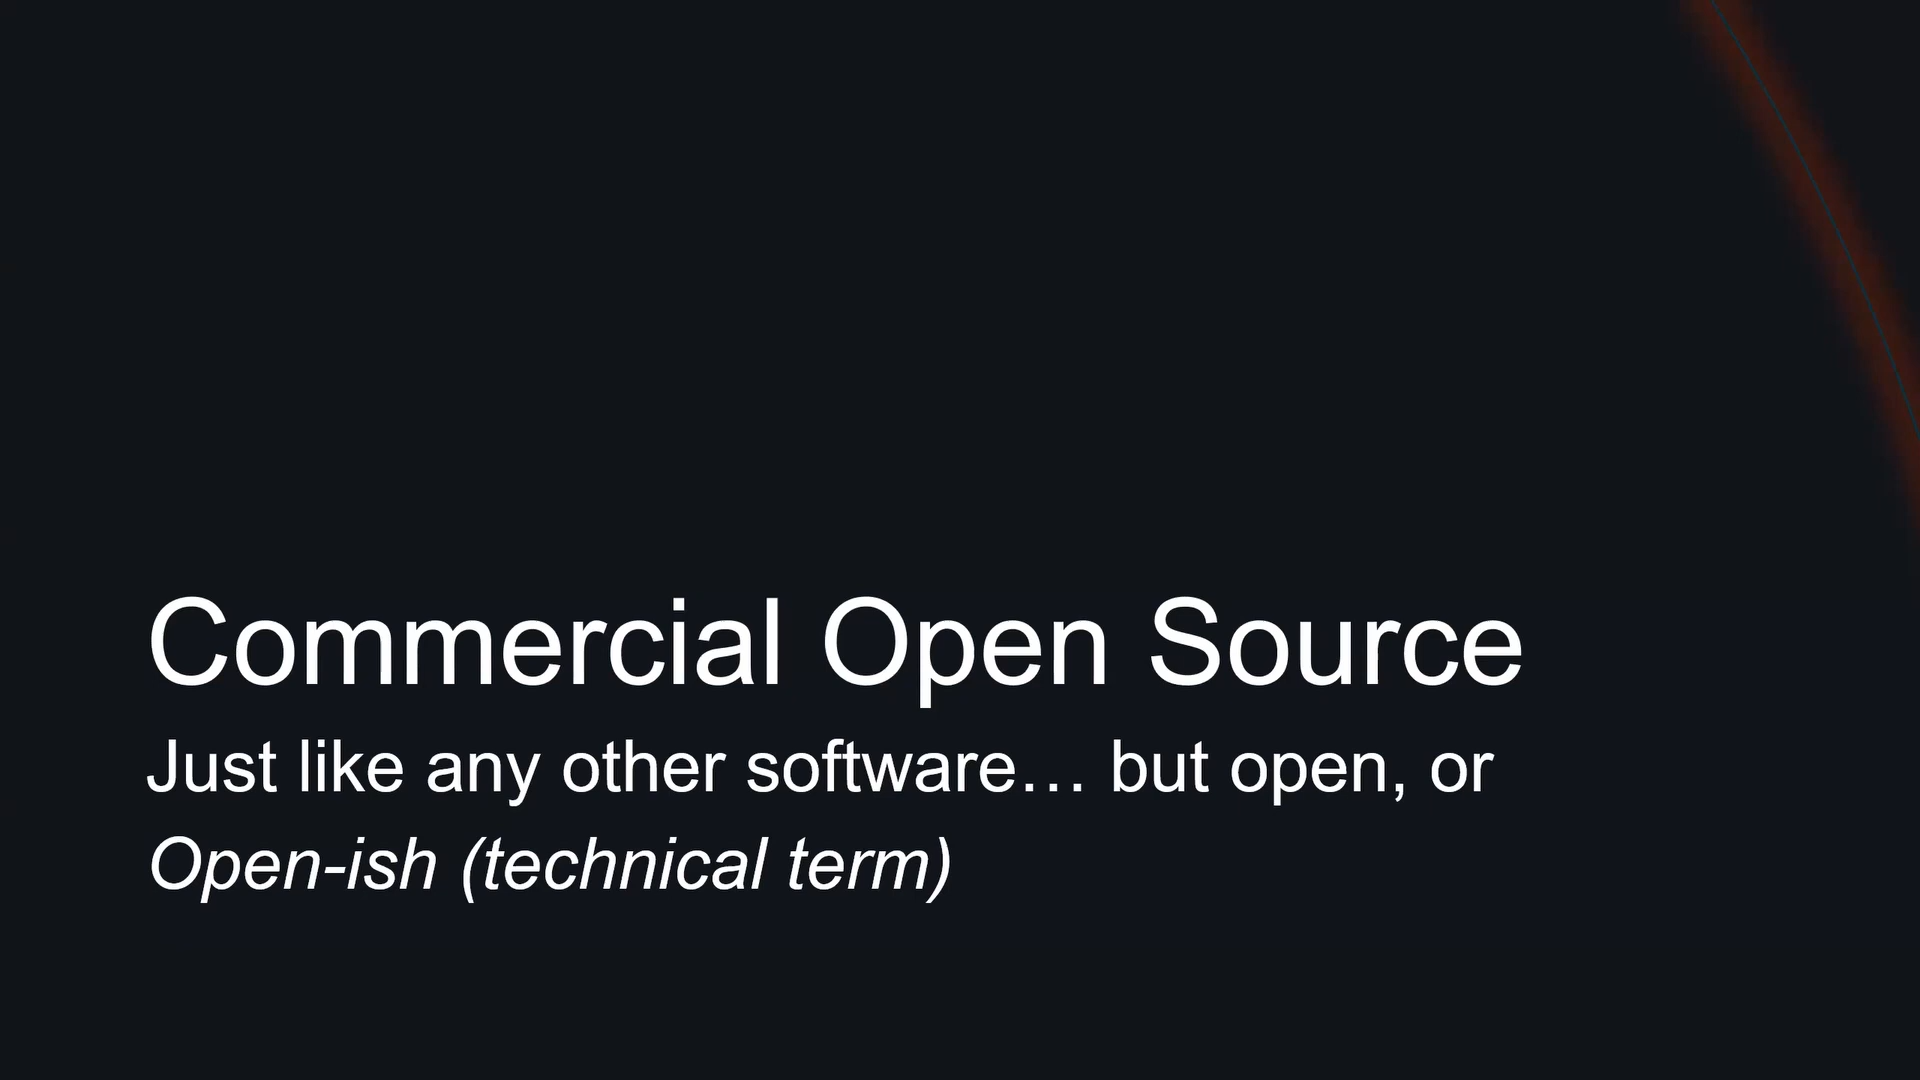 Commercial Open Source
Just like any other software… but open, or
Open-ish (technical term)